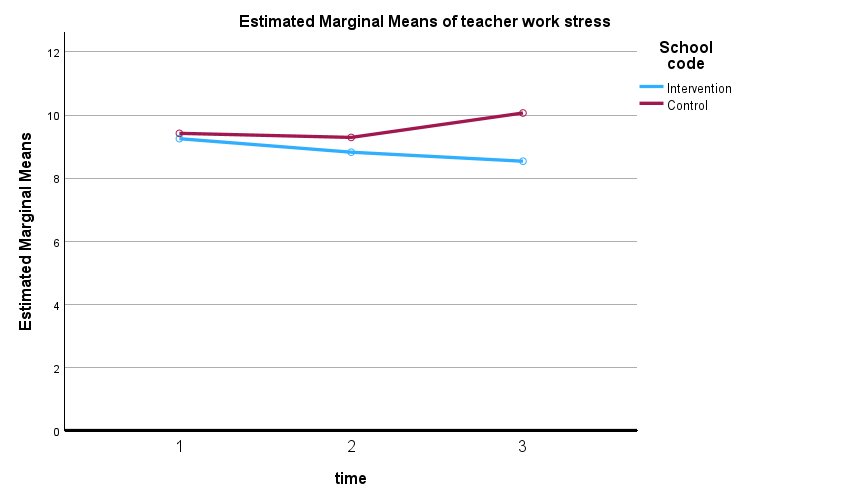 Estimated Marginal Means of teacher work stress
School
code
Intervention
Control
Estimated Marginal Means
12
10
8
6
4
2
0
1 2 3
time